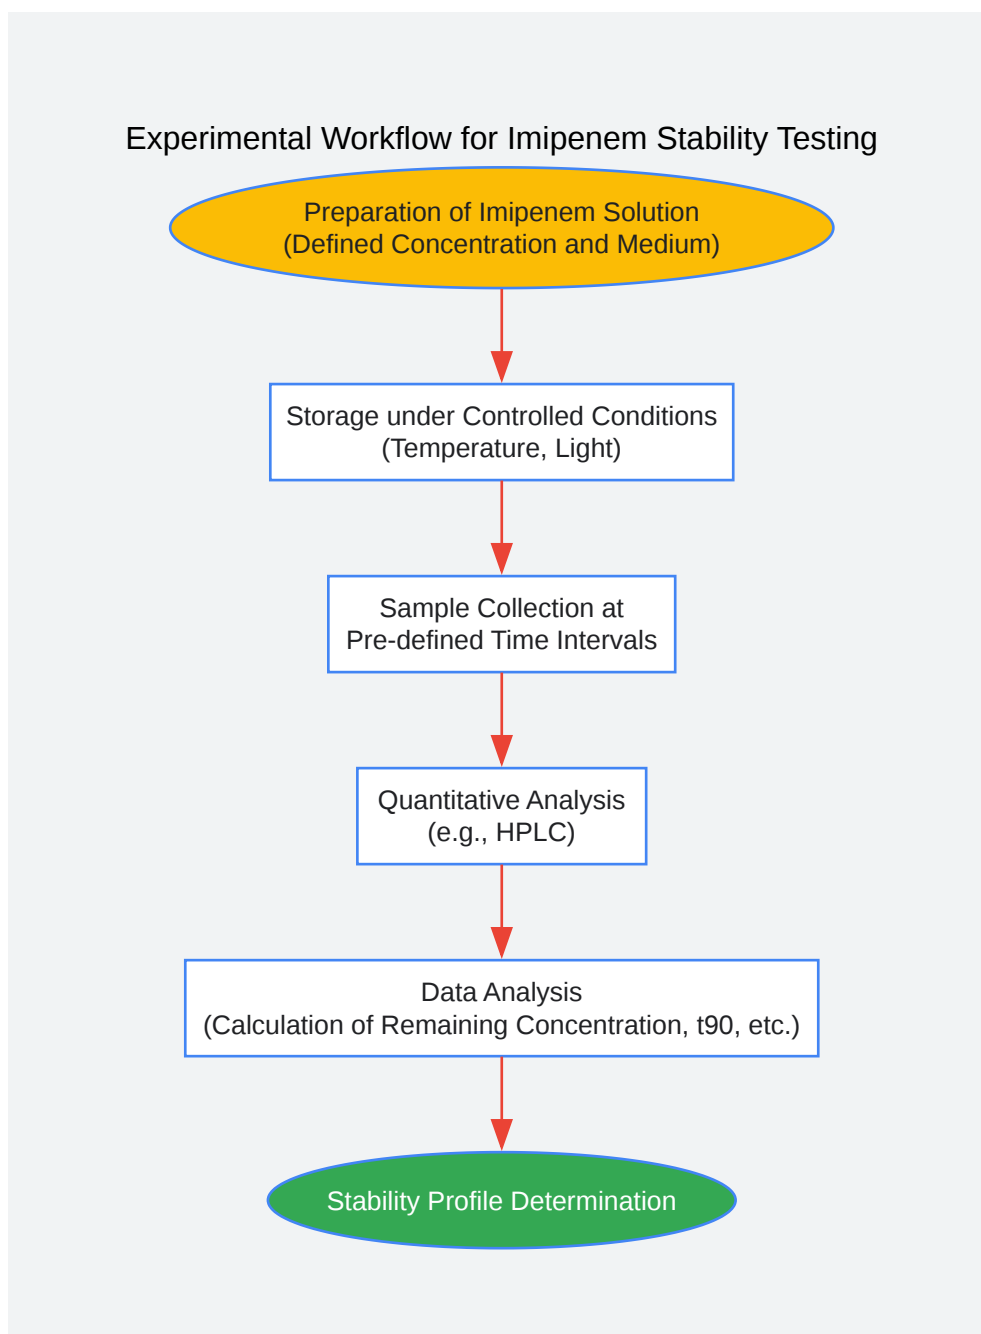 Experimental Workflow for Imipenem Stability Testing
Preparation of Imipenem Solution
(Defined Concentration and Medium)
Storage under Controlled Conditions
(Temperature, Light)
Sample Collection at
Pre-defined Time Intervals
Quantitative Analysis
(e.g., HPLC)
Data Analysis
(Calculation of Remaining Concentration, t90, etc.)
Stability Profile Determination